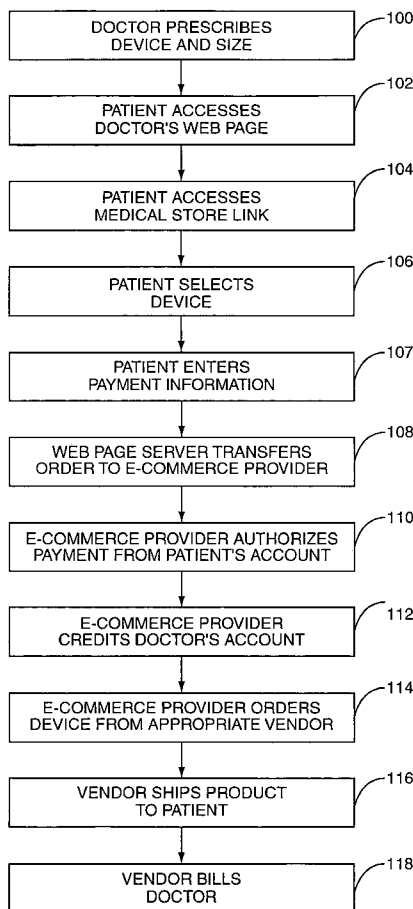 100
DOCTOR PRESCRIBES
DEVICE AND SIZE
102
PATIENT ACCESSES
DOCTOR'S WEB PAGE
104
PATIENT ACCESSES
MEDICAL STORE LINK
106
PATIENT SELECTS
DEVICE
107
PATIENT ENTERS
PAYMENT INFORMATION
108
WEB PAGE SERVER TRANSFERS
ORDER TO E-COMMERCE PROVIDER
110
E-COMMERCE PROVIDER AUTHORIZES
PAYMENT FROM PATIENT'S ACCOUNT
112
E-COMMERCE PROVIDER
CREDITS DOCTOR'S ACCOUNT
114
E-COMMERCE PROVIDER ORDERS
DEVICE FROM APPROPRIATE VENDOR
116
VENDOR SHIPS PRODUCT
TO PATIENT
118
VENDOR BILLS
DOCTOR